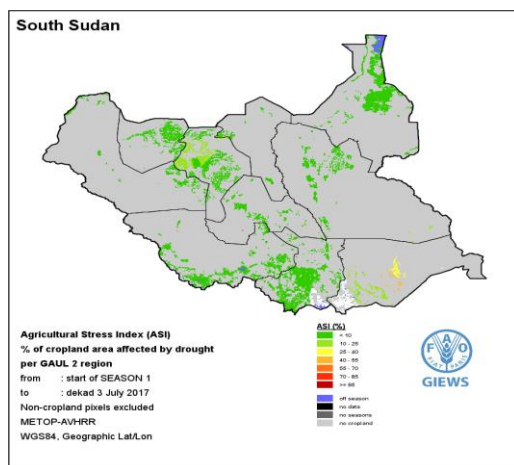 South Sudan
Agricultural Stress Index (ASI)
% of cropland area affected by drought
per GAUL 2 region
from : start of SEASON 1
to : dekad 3 July 2017
Non-cropland pixels excluded
METOP-AVHRR
WGS84, Geographic Lat/Lon
ASI (%)
< 10
10 - 25
25 - 40
40 - 55
55 - 70
70 - 85
>= 85
off season
no data
no seasons
no cropland
FAO
FIAT PANIS
GIEWS